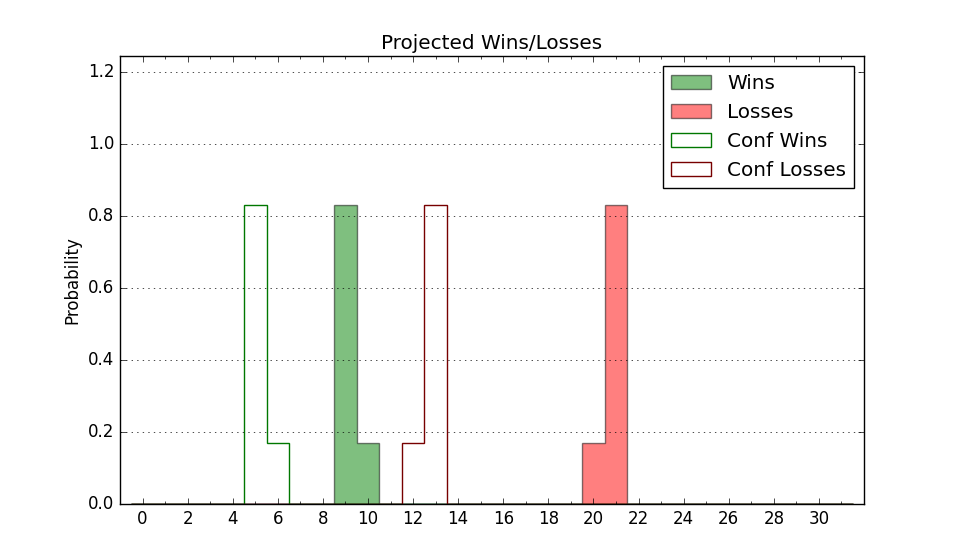 Projected Wins/Losses
1.2
1.0
0.8
0.6
0.4
0.2
0.0
Probability
Wins
Losses
Conf Wins
Conf Losses
0 2 4 6 8 10 12 14 16 18 20 22 24 26 28 30